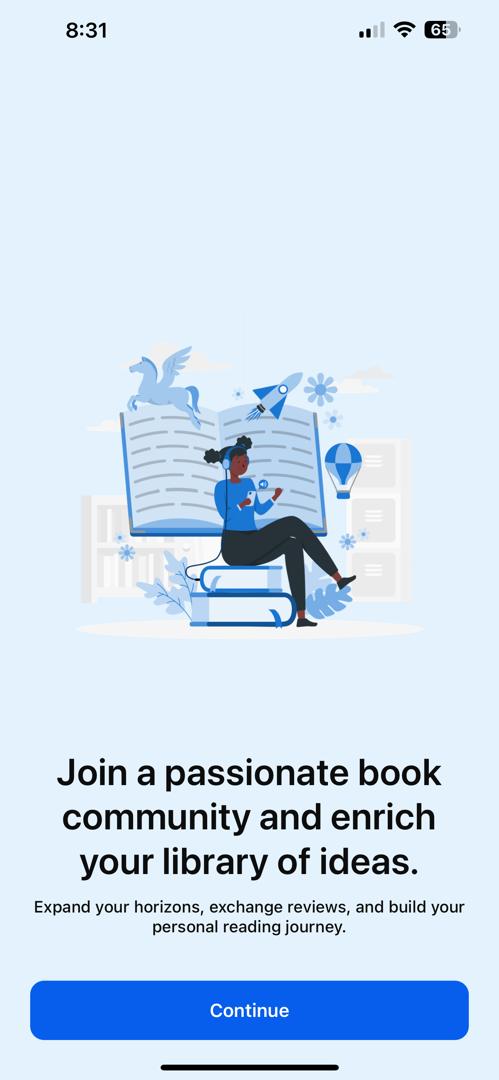 8:31
65
Join a passionate book
community and enrich
your library of ideas.
Expand your horizons, exchange reviews, and build your
personal reading journey.
Continue